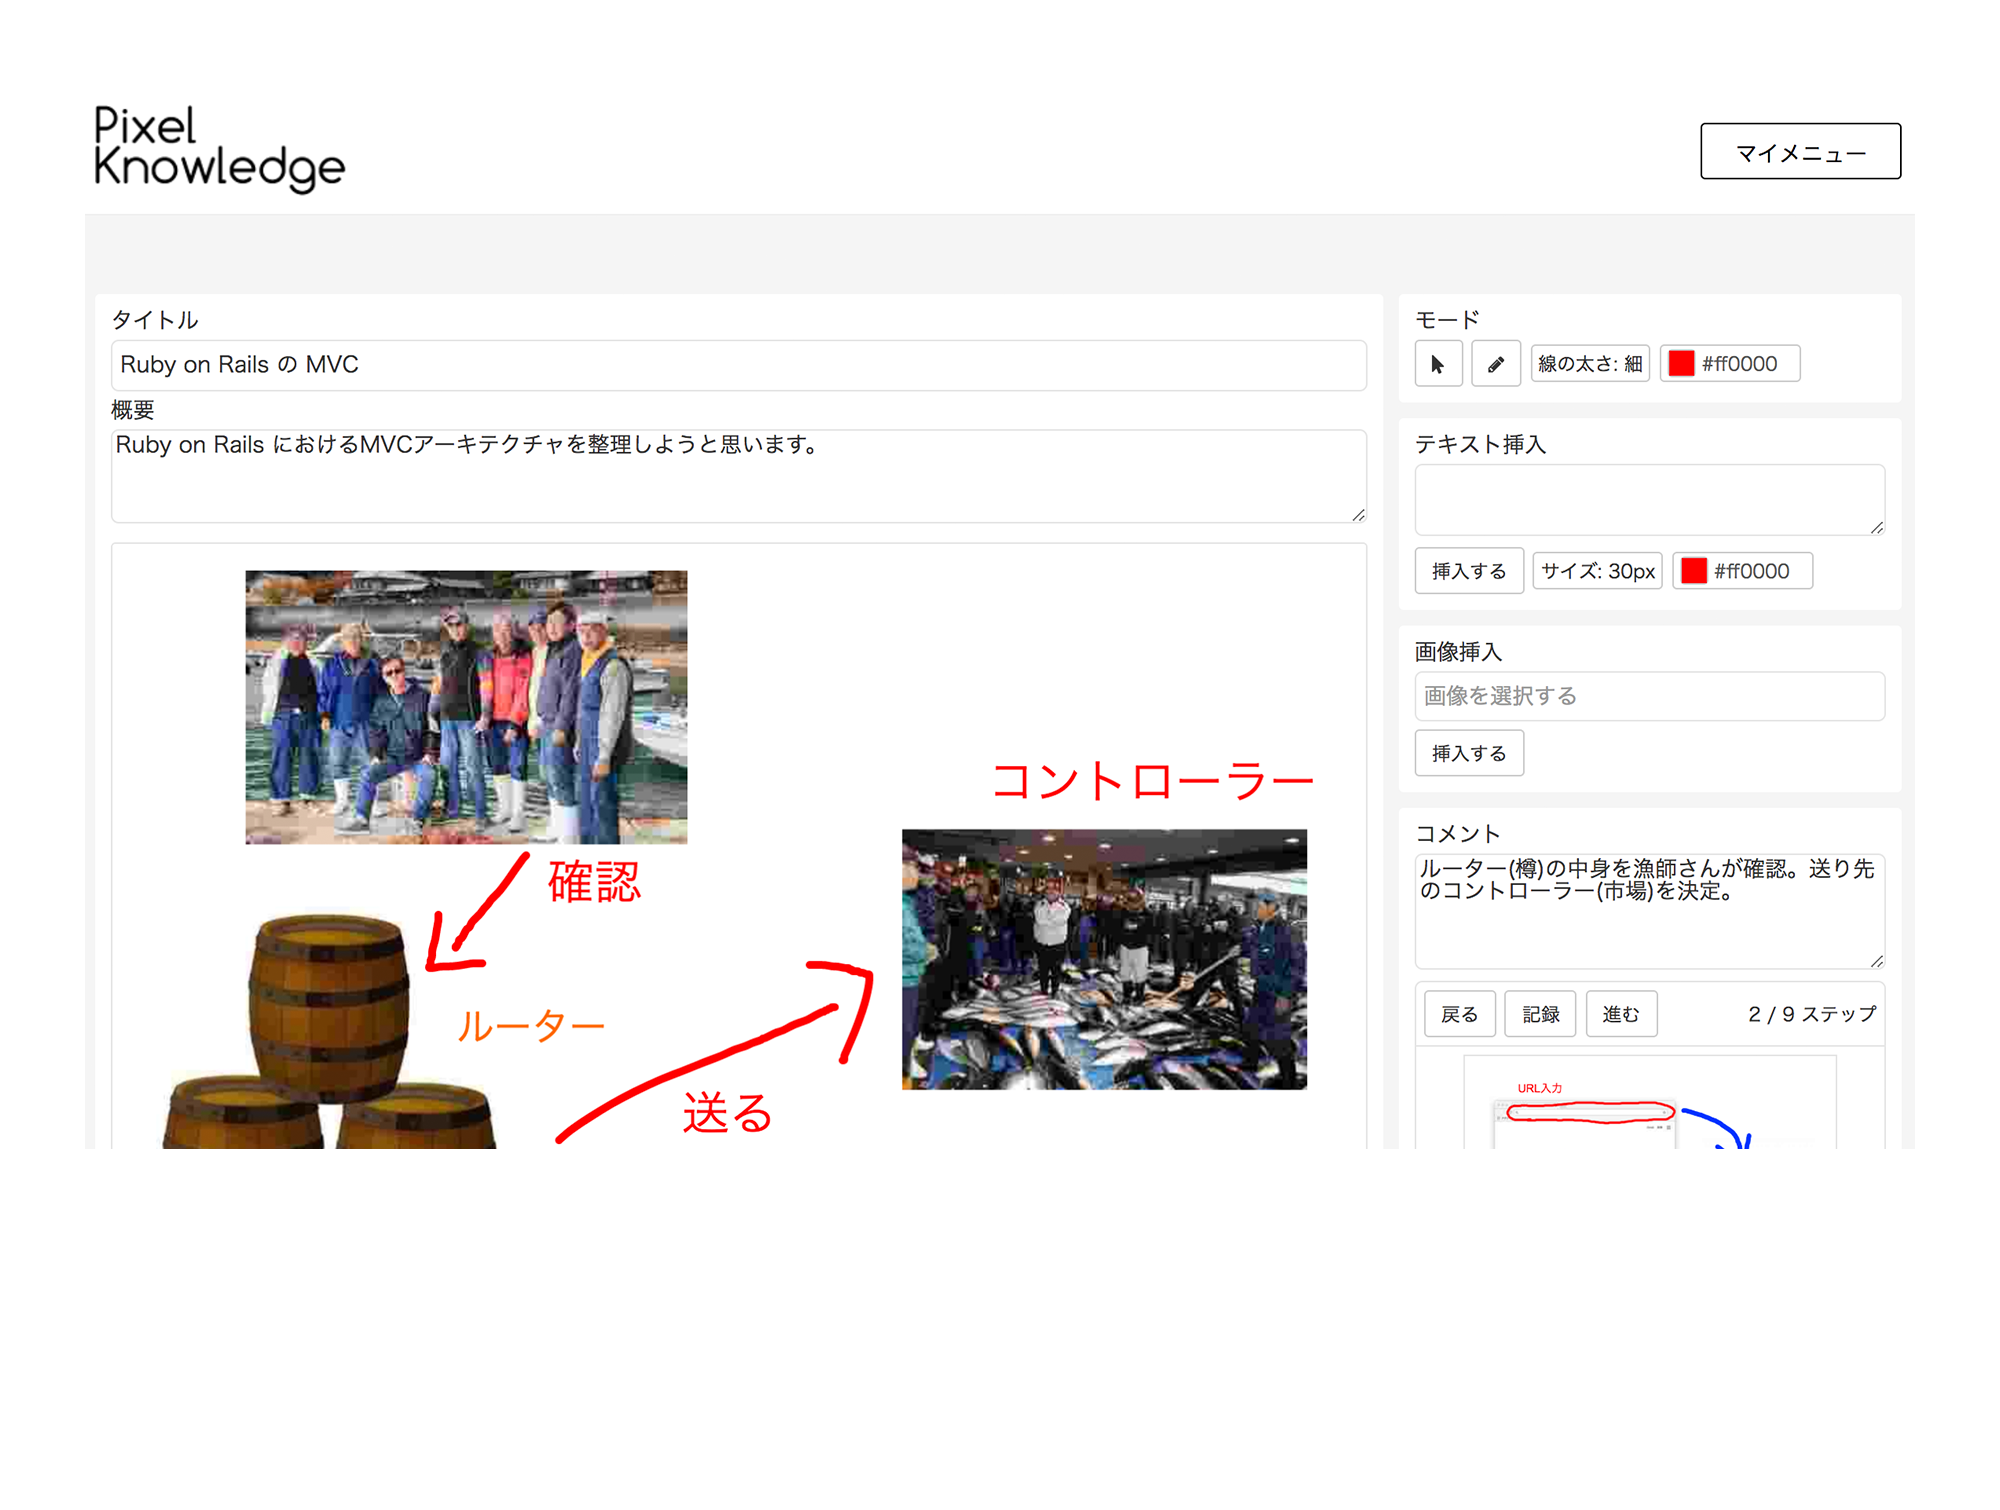 Pixel
Knowledge
マイメニュー
タイトル
Ruby on Rails の MVC
概要
Ruby on Rails におけるMVCアーキテクチャを整理しようと思います。
コントローラー
確認
ルーター
送る
モード
線の太さ: 細
#ff0000
テキスト挿入
挿入する
サイズ: 30px
#ff0000
画像挿入
画像を選択する
挿入する
コメント
ルーター(樽)の中身を漁師さんが確認。送り先
のコントローラー(市場)を決定。
戻る
記録
進む
2 / 9 ステップ
URL入力